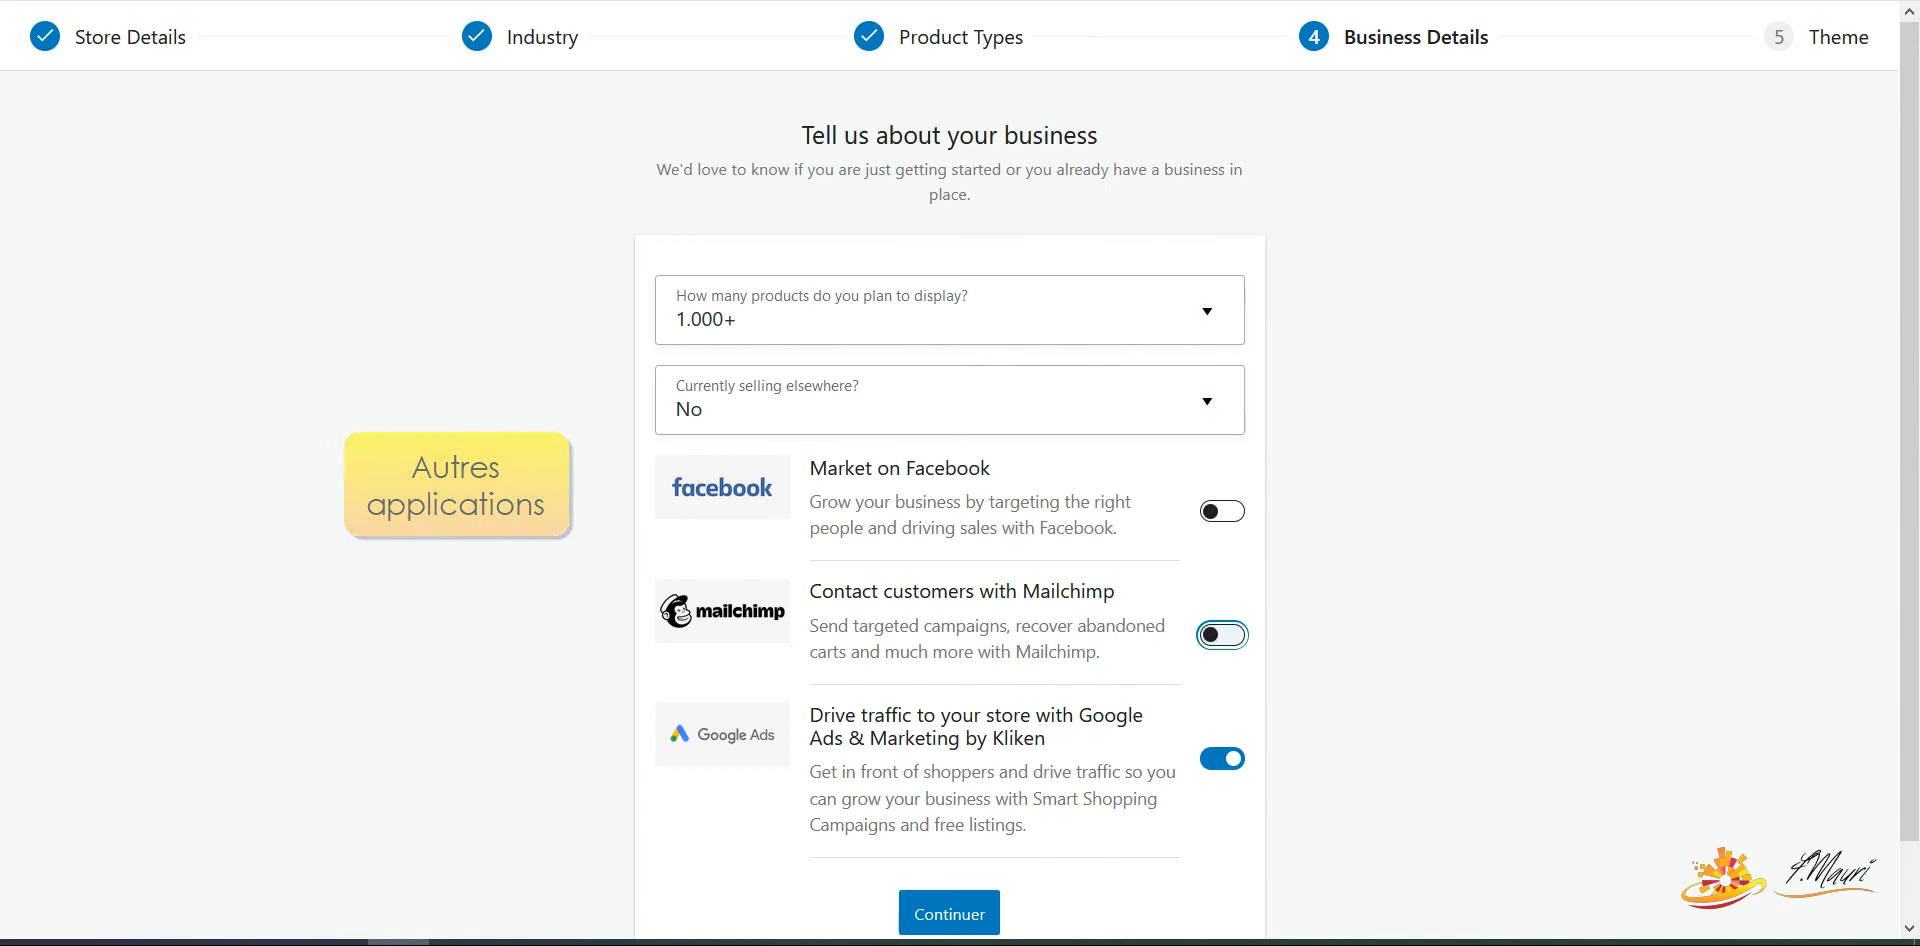 Store Details
Industry
Product Types
4 Business Details
5 Theme
Tell us about your business
We'd love to know if you are just getting started or you already have a business in
place.
How many products do you plan to display?
1.000+
Currently selling elsewhere?
No
Autres
applications
facebook
Market on Facebook
Grow your business by targeting the right
people and driving sales with Facebook.
mailchimp
Contact customers with Mailchimp
Send targeted campaigns, recover abandoned
carts and much more with Mailchimp.
Google Ads
Drive traffic to your store with Google
Ads & Marketing by Kliken
Get in front of shoppers and drive traffic so you
can grow your business with Smart Shopping
Campaigns and free listings.
F.Mauri
Continuer